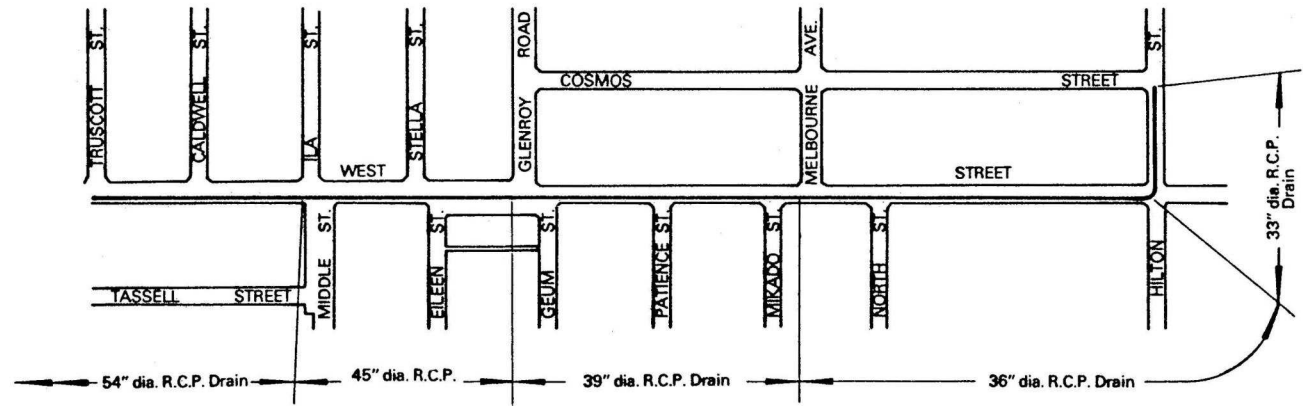 TRUSCOTT ST.
CALDWELL ST.
ILA ST.
STELLA ST.
GLENROY ROAD
MELBOURNE AVE.
ST.
COSMOS STREET
WEST STREET
MIDDLE ST.
EILEEN ST.
GEUM ST.
PATIENCE ST.
MIKADO ST.
NORTH ST.
HILTON
TASSELL STREET
33" dia. R.C.P.
Drain
54" dia. R.C.P. Drain
45" dia. R.C.P.
39" dia. R.C.P. Drain
36" dia. R.C.P. Drain